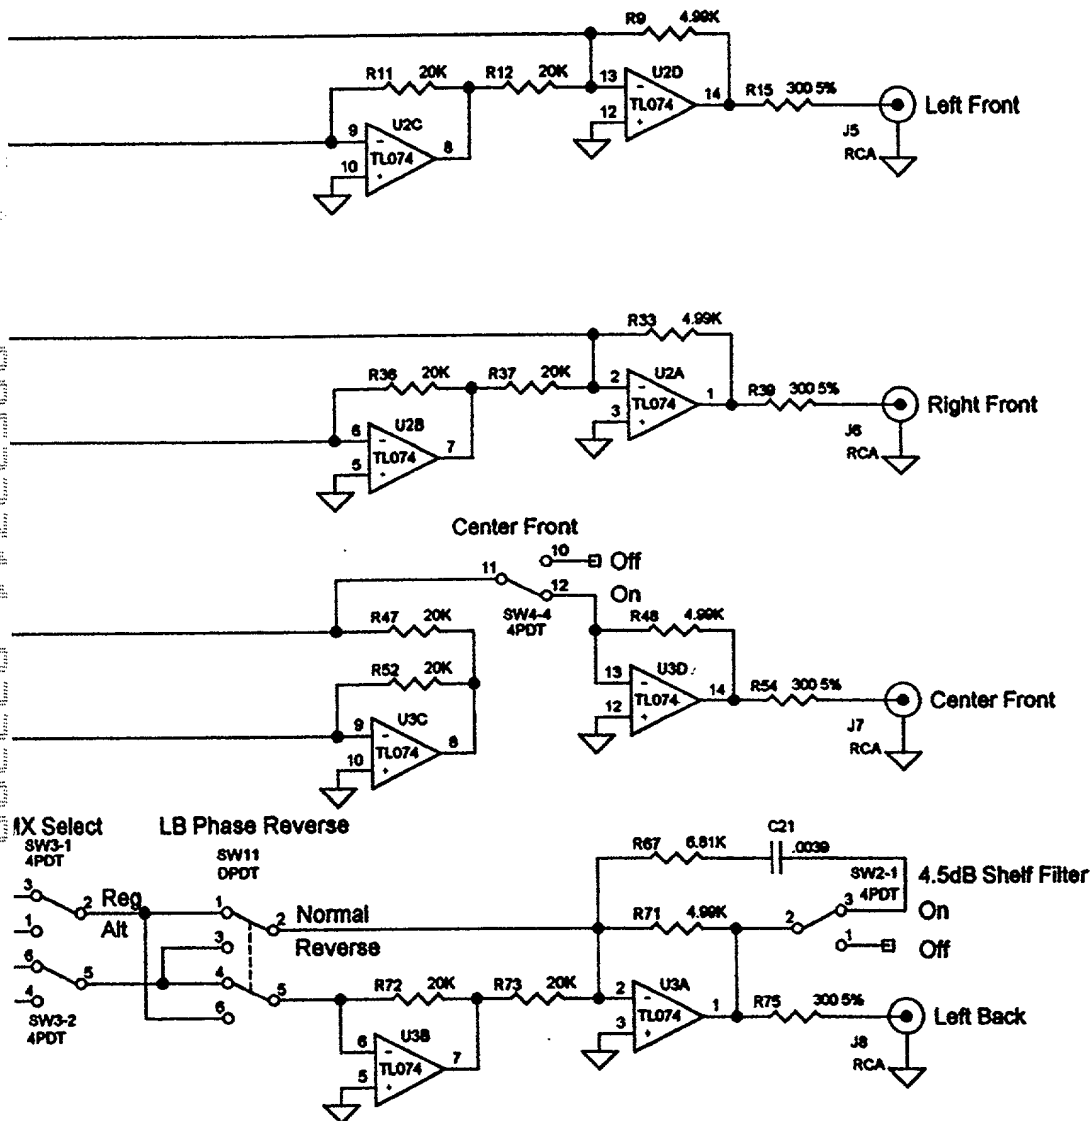 R9 4.99K
R11 20K R12 20K 13 U2D
TL074 14 R15 300 5% Left Front
12
U2C
9 TL074 8
10
J5
RCA
R33 4.99K
R36 20K R37 20K 2 U2A
TL074 1 R39 300 5% Right Front
3
U2B
6 TL074 7
5
J6
RCA
Center Front
10 Off
11
12 On
SW4-4
4PDT
R47 20K R48 4.99K
R52 20K 13 U3D
TL074 14 R54 300 5% Center Front
12
U3C
9 TL074 8
10
J7
RCA
MX Select LB Phase Reverse
SW3-1
4PDT
SW11
DPDT
R67 6.81K C21 .0039
SW2-1
4PDT
4.5dB Shelf Filter
3 2 Reg 1 2 Normal R71 4.99K 2 3 On
1 Alt 3 Reverse 1 Off
6 5 4 5 R72 20K R73 20K 2 U3A
4 6 TL074 1 R75 300 5% Left Back
3
SW3-2
4PDT
U3B
6 TL074 7
5
J8
RCA